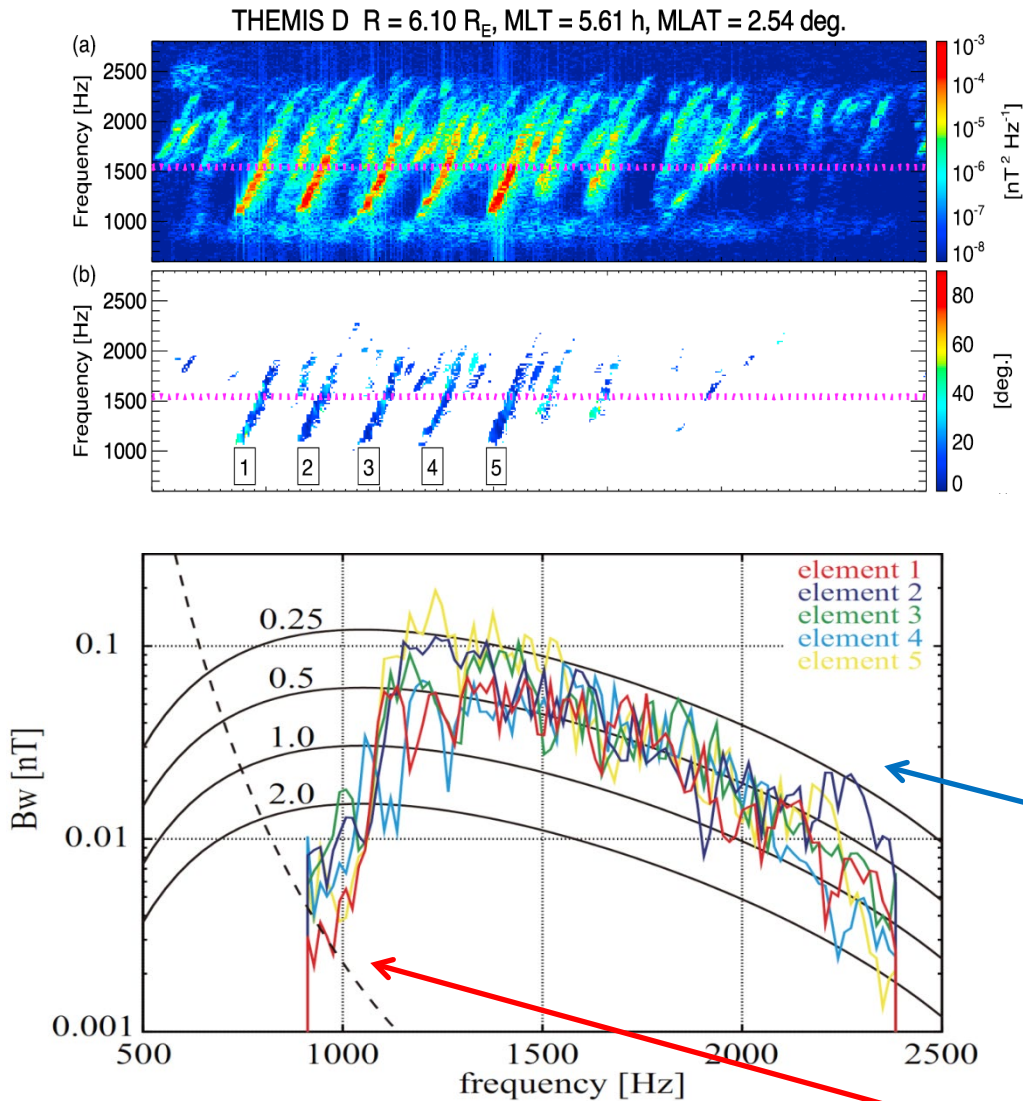 THEMIS D R = 6.10 R_E, MLT = 5.61 h, MLAT = 2.54 deg.
(a)
Frequency [Hz]
2500
2000
1500
1000
10⁻³
10⁻⁴
10⁻⁵
10⁻⁶
10⁻⁷
10⁻⁸
[nT² Hz⁻¹]
(b)
Frequency [Hz]
2500
2000
1500
1000
1 2 3 4 5
80
60
40
20
0
[deg.]
Bw [nT]
0.1
0.01
0.001
0.25
0.5
1.0
2.0
element 1
element 2
element 3
element 4
element 5
500 1000 1500 2000 2500
frequency [Hz]